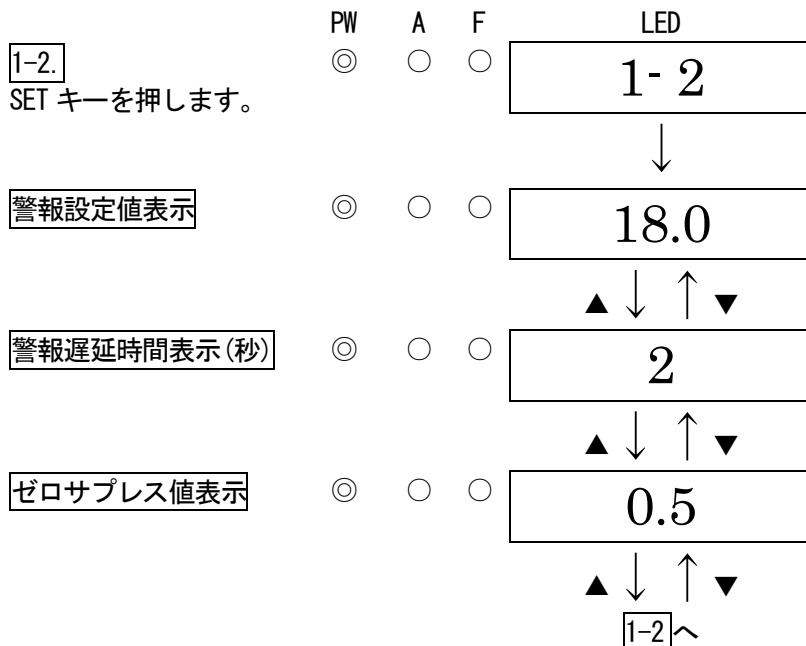 PW A F LED
1-2. ◎ ○ ○ 1- 2
SET キーを押します。
↓
警報設定値表示 ◎ ○ ○ 18.0
▲ ↓ ↑ ▼
警報遅延時間表示(秒) ◎ ○ ○ 2
▲ ↓ ↑ ▼
ゼロサプレス値表示 ◎ ○ ○ 0.5
▲ ↓ ↑ ▼
1-2へ